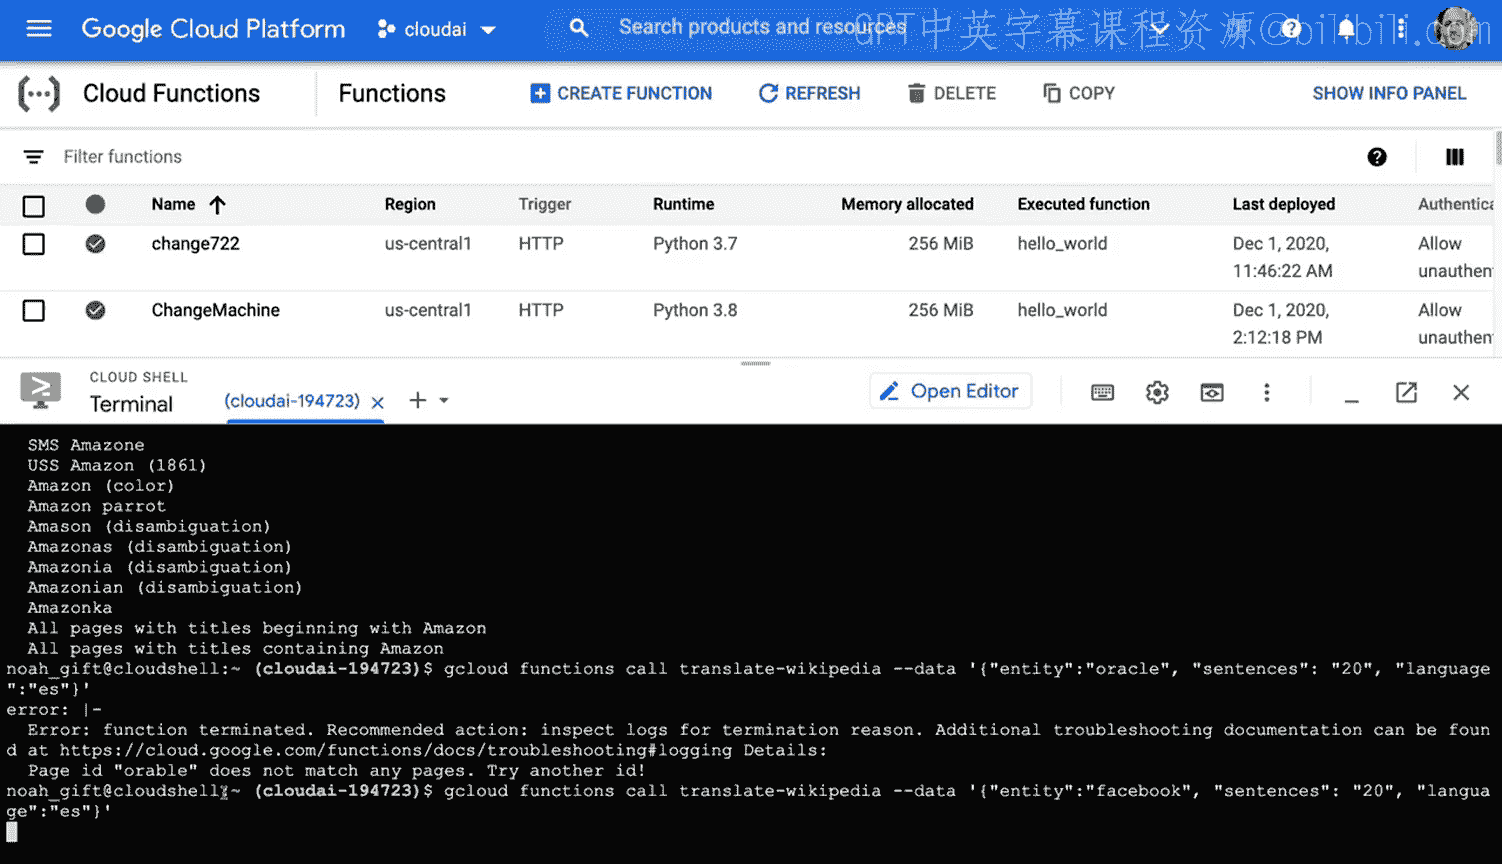 Google Cloud Platform
cloudai
Search products and resources
GPT中英字幕课程资源@bilibili.com
Cloud Functions
Functions
CREATE FUNCTION
REFRESH
DELETE
COPY
SHOW INFO PANEL
Filter functions
Name Region Trigger Runtime Memory allocated Executed function Last deployed Authentica
change722 us-central1 HTTP Python 3.7 256 MiB hello_world Dec 1, 2020, Allow
11:46:22 AM unauthen
ChangeMachine us-central1 HTTP Python 3.8 256 MiB hello_world Dec 1, 2020, Allow
2:12:18 PM unauthen
CLOUD SHELL
Terminal
(cloudai-194723)
Open Editor
SMS Amazone
USS Amazon (1861)
Amazon (color)
Amazon parrot
Amason (disambiguation)
Amazonas (disambiguation)
Amazonia (disambiguation)
Amazonian (disambiguation)
Amazonka
All pages with titles beginning with Amazon
All pages with titles containing Amazon
noah_gift@cloudshell:~ (cloudai-194723)$ gcloud functions call translate-wikipedia --data '{"entity":"oracle", "sentences": "20", "language
":"es"}'
error: |-
Error: function terminated. Recommended action: inspect logs for termination reason. Additional troubleshooting documentation can be foun
d at https://cloud.google.com/functions/docs/troubleshooting#logging Details:
Page id "orable" does not match any pages. Try another id!
noah_gift@cloudshell:~ (cloudai-194723)$ gcloud functions call translate-wikipedia --data '{"entity":"facebook", "sentences": "20", "langua
ge":"es"}'